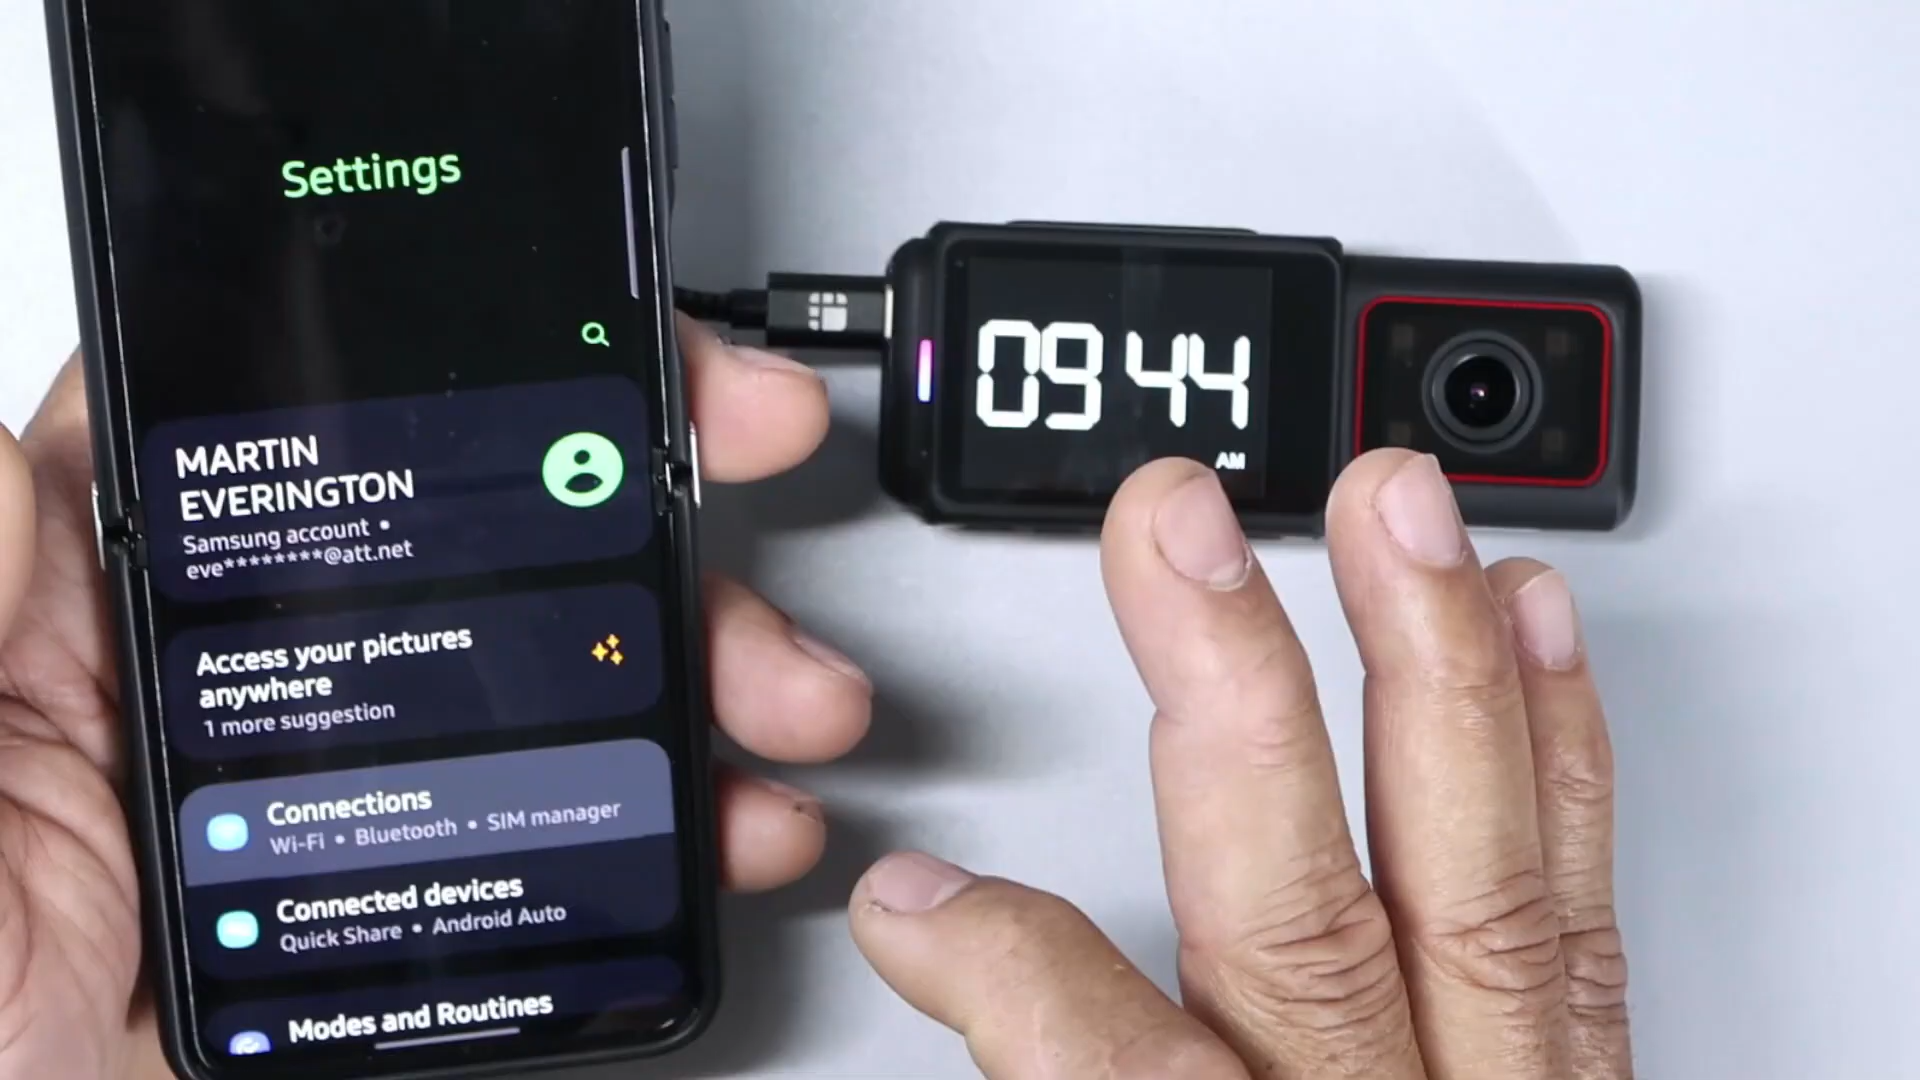 Settings
MARTIN
EVERINGTON
Samsung account •
eve********@att.net
Access your pictures
anywhere
1 more suggestion
Connections
Wi-Fi • Bluetooth • SIM manager
Connected devices
Quick Share • Android Auto
Modes and Routines
09 44
AM